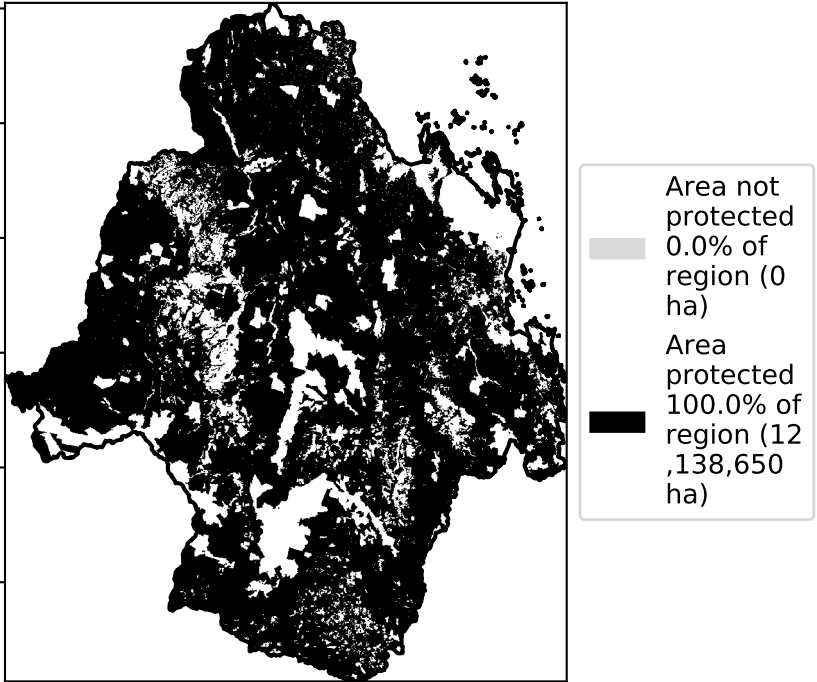 Area not
protected
0.0% of
region (0
ha)
Area
protected
100.0% of
region (12
,138,650
ha)